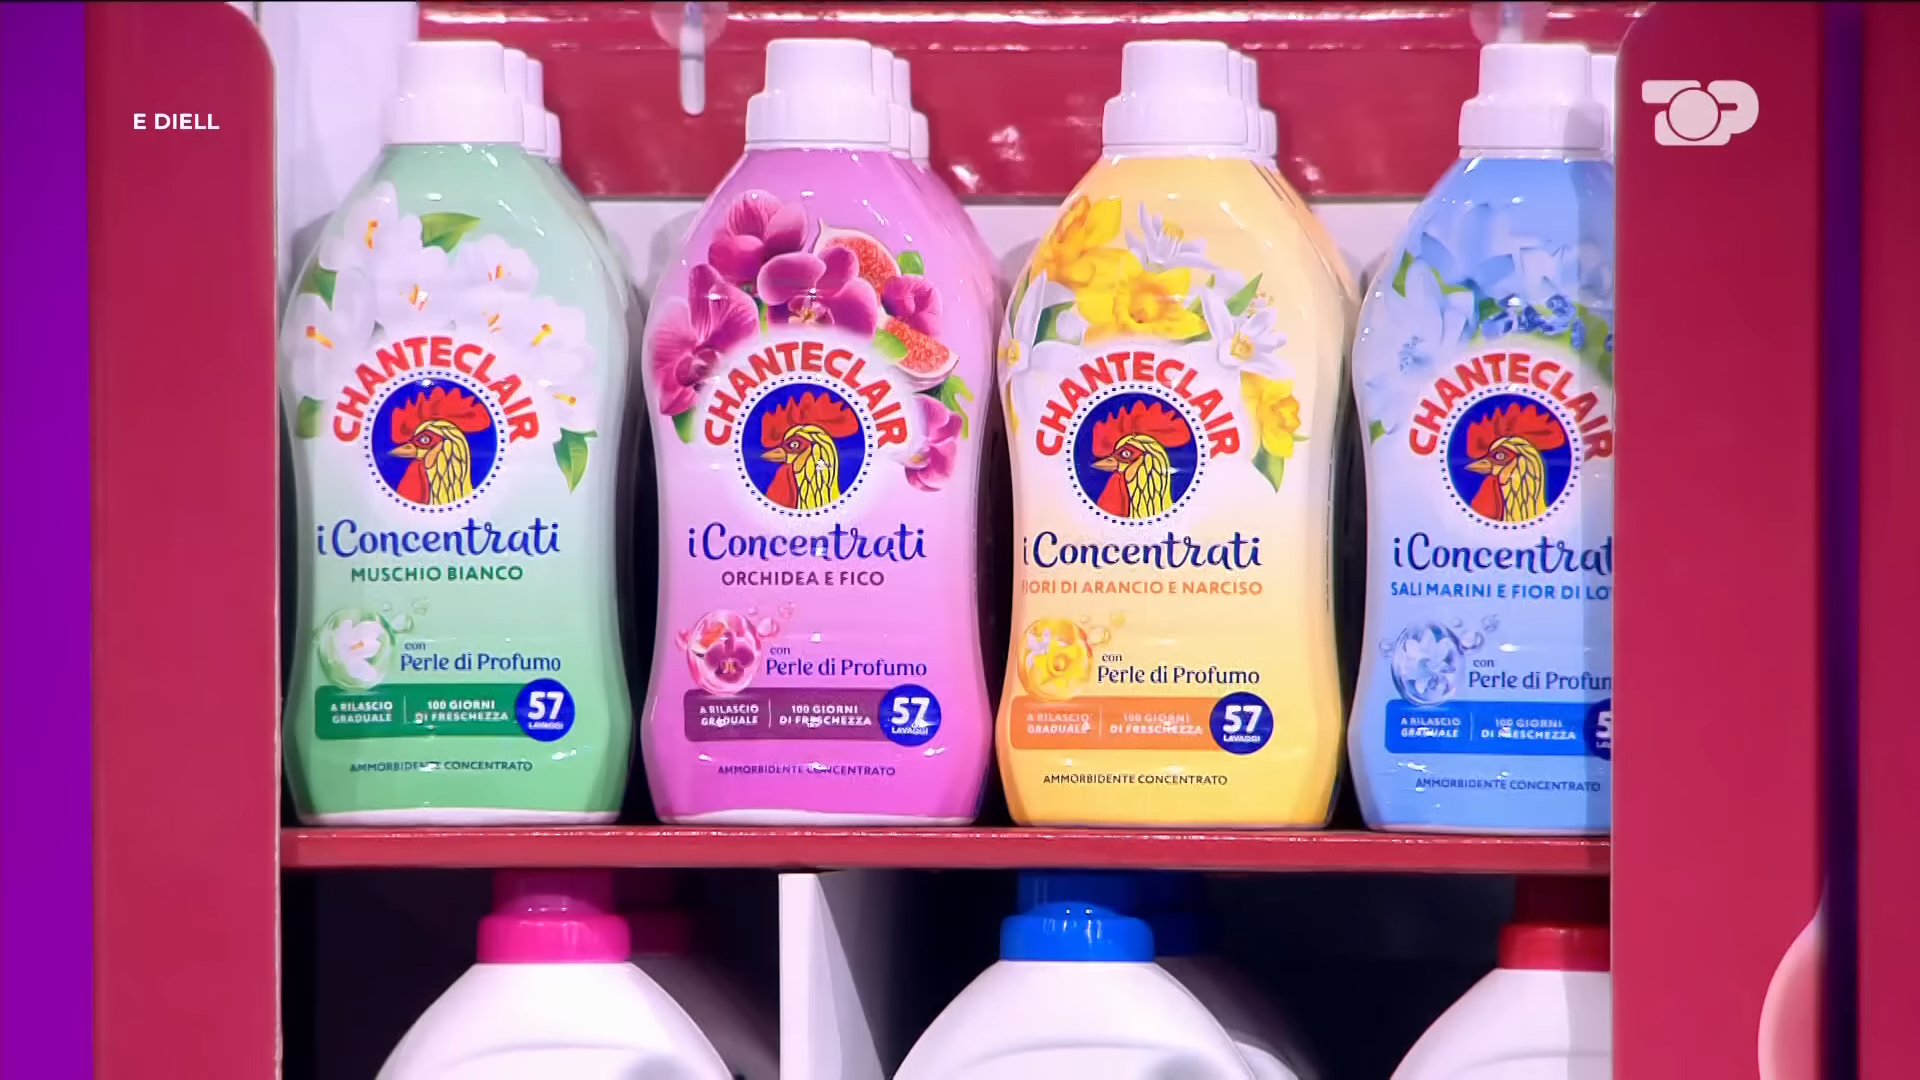 E DIELL
TOP
CHANTECLAIR
i Concentrati
MUSCHIO BIANCO
con
Perle di Profumo
A RILASCIO
GRADUALE
100 GIORNI
DI FRESCHEZZA
57
LAVAGGI
AMMORBIDENTE CONCENTRATO
CHANTECLAIR
i Concentrati
ORCHIDEA E FICO
con
Perle di Profumo
A RILASCIO
GRADUALE
100 GIORNI
DI FRESCHEZZA
57
LAVAGGI
AMMORBIDENTE CONCENTRATO
CHANTECLAIR
i Concentrati
IORI DI ARANCIO E NARCISO
con
Perle di Profumo
A RILASCIO
GRADUALE
100 GIORNI
DI FRESCHEZZA
57
LAVAGGI
AMMORBIDENTE CONCENTRATO
CHANTECLAIR
i Concentrat
SALI MARINI E FIOR DI LO
con
Perle di Profum
A RILASCIO
GRADUALE
100 GIORNI
DI FRESCHEZZA
5
AMMORBIDENTE CONCENTRATO